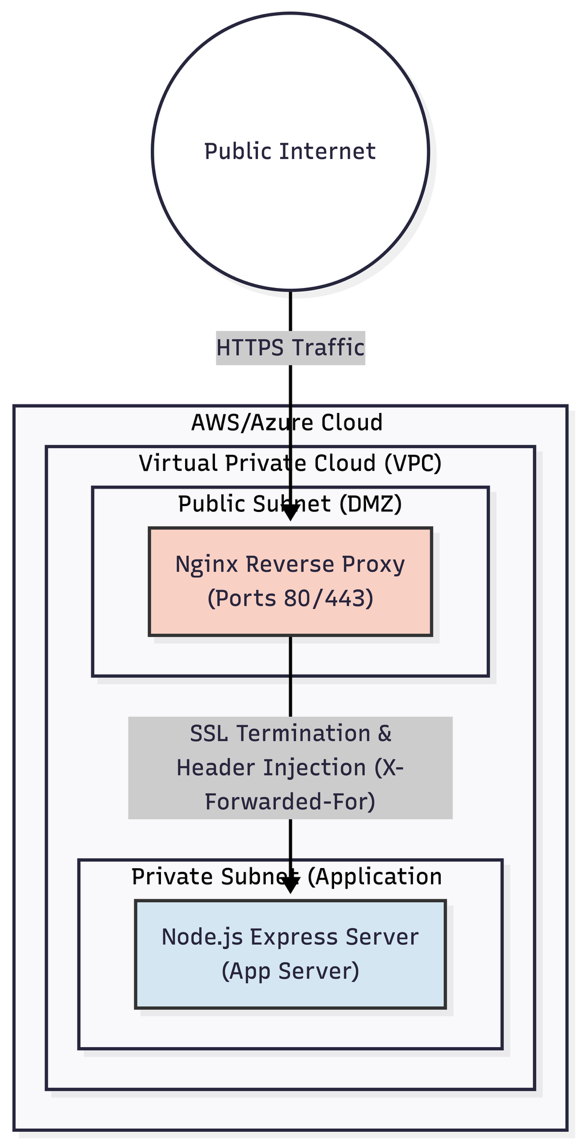 Public Internet
HTTPS Traffic
AWS/Azure Cloud
Virtual Private Cloud (VPC)
Public Subnet (DMZ)
Nginx Reverse Proxy
(Ports 80/443)
SSL Termination &
Header Injection (X-
Forwarded-For)
Private Subnet (Application
Node.js Express Server
(App Server)